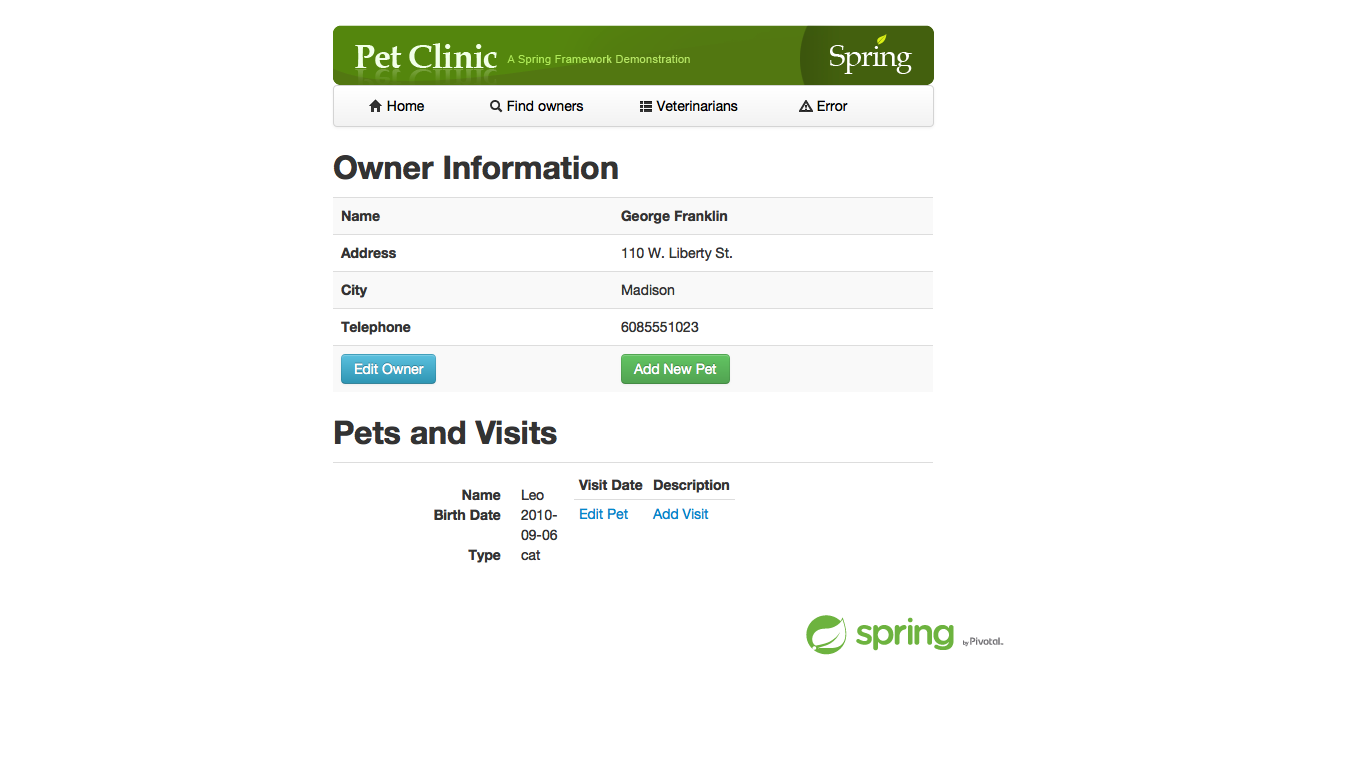 Pet Clinic A Spring Framework Demonstration Spring
Home Find owners Veterinarians Error
Owner Information
Name George Franklin
Address 110 W. Liberty St.
City Madison
Telephone 6085551023
Edit Owner Add New Pet
Pets and Visits
Visit Date Description
Name Leo
Birth Date 2010-
09-06
Edit Pet Add Visit
Type cat
spring by Pivotal™